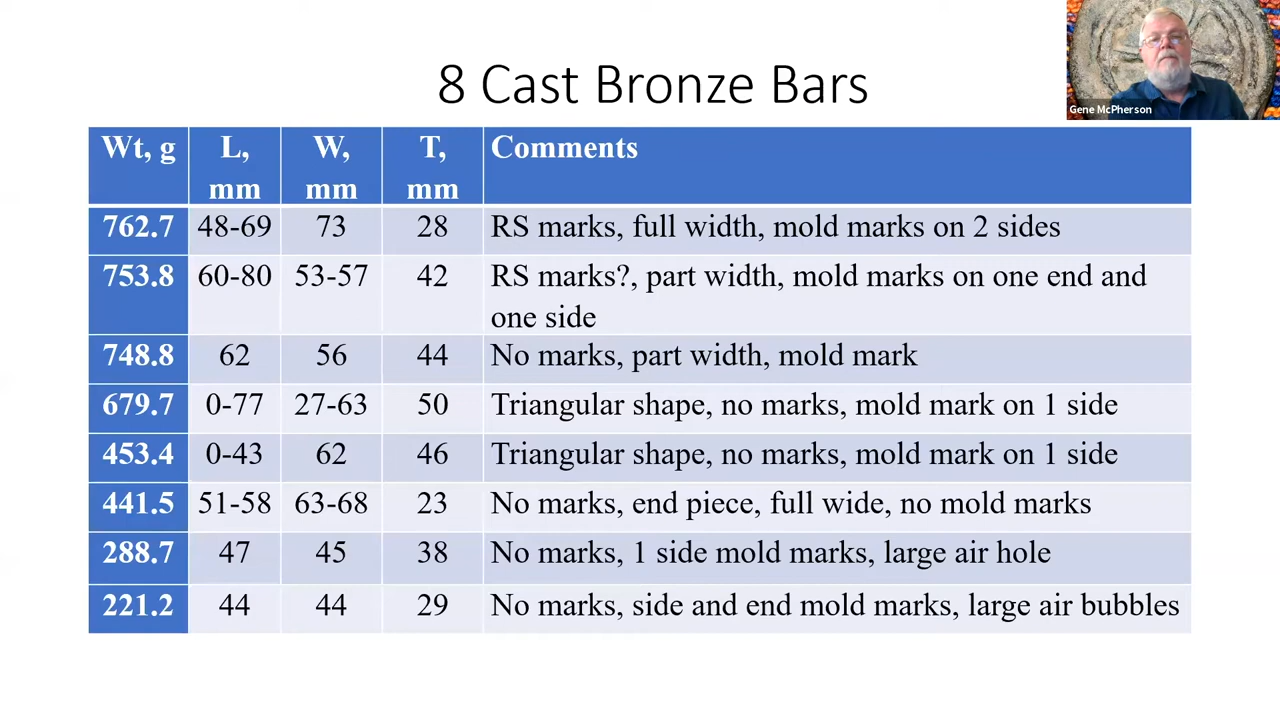 8 Cast Bronze Bars
Gene McPherson
Wt, g L, mm W, mm T, mm Comments
762.7 48-69 73 28 RS marks, full width, mold marks on 2 sides
753.8 60-80 53-57 42 RS marks?, part width, mold marks on one end and
one side
748.8 62 56 44 No marks, part width, mold mark
679.7 0-77 27-63 50 Triangular shape, no marks, mold mark on 1 side
453.4 0-43 62 46 Triangular shape, no marks, mold mark on 1 side
441.5 51-58 63-68 23 No marks, end piece, full wide, no mold marks
288.7 47 45 38 No marks, 1 side mold marks, large air hole
221.2 44 44 29 No marks, side and end mold marks, large air bubbles